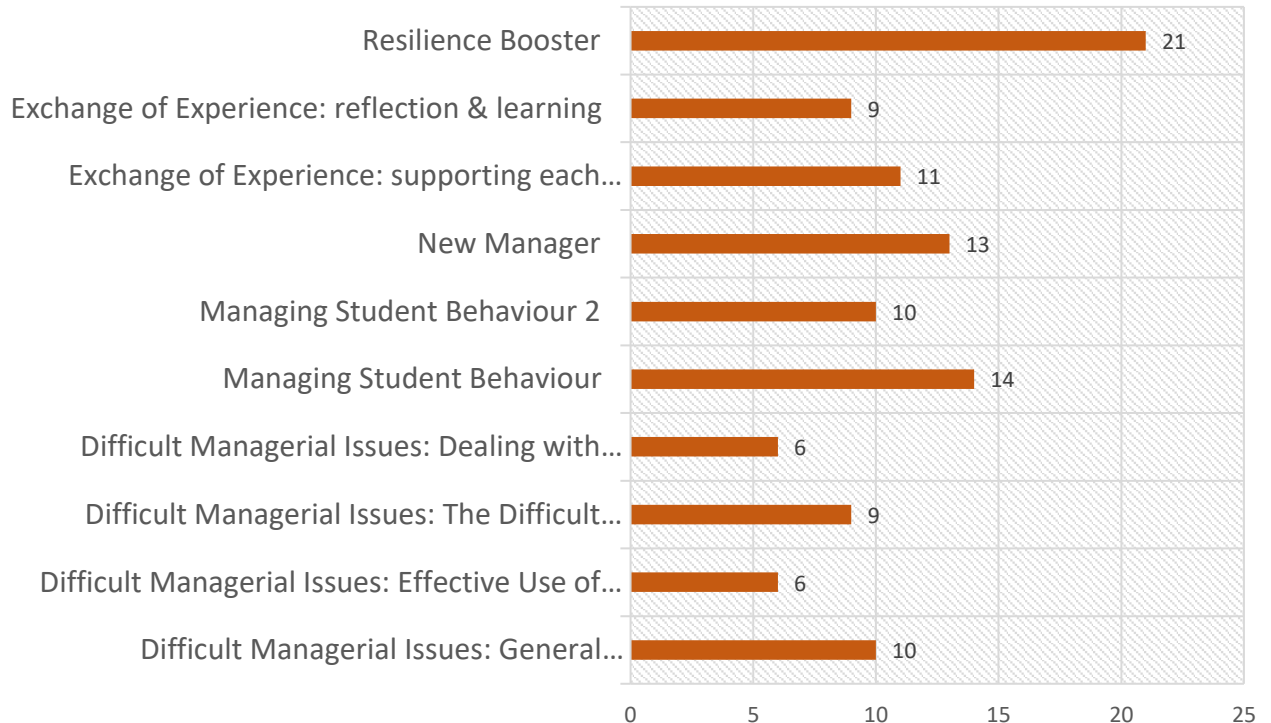 Resilience Booster 21
Exchange of Experience: reflection & learning 9
Exchange of Experience: supporting each... 11
New Manager 13
Managing Student Behaviour 2 10
Managing Student Behaviour 14
Difficult Managerial Issues: Dealing with... 6
Difficult Managerial Issues: The Difficult... 9
Difficult Managerial Issues: Effective Use of... 6
Difficult Managerial Issues: General... 10
0 5 10 15 20 25